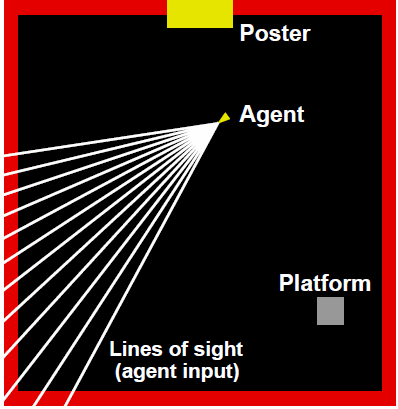 Poster
Agent
Platform
Lines of sight
(agent input)